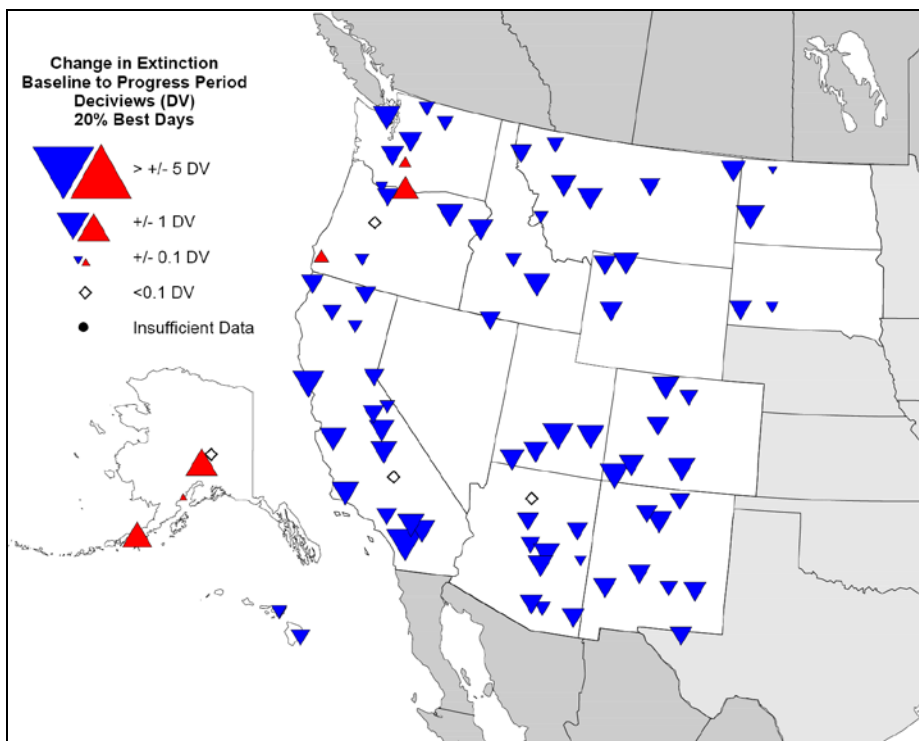 Change in Extinction
Baseline to Progress Period
Deciviews (DV)
20% Best Days
> +/- 5 DV
+/- 1 DV
+/- 0.1 DV
<0.1 DV
Insufficient Data